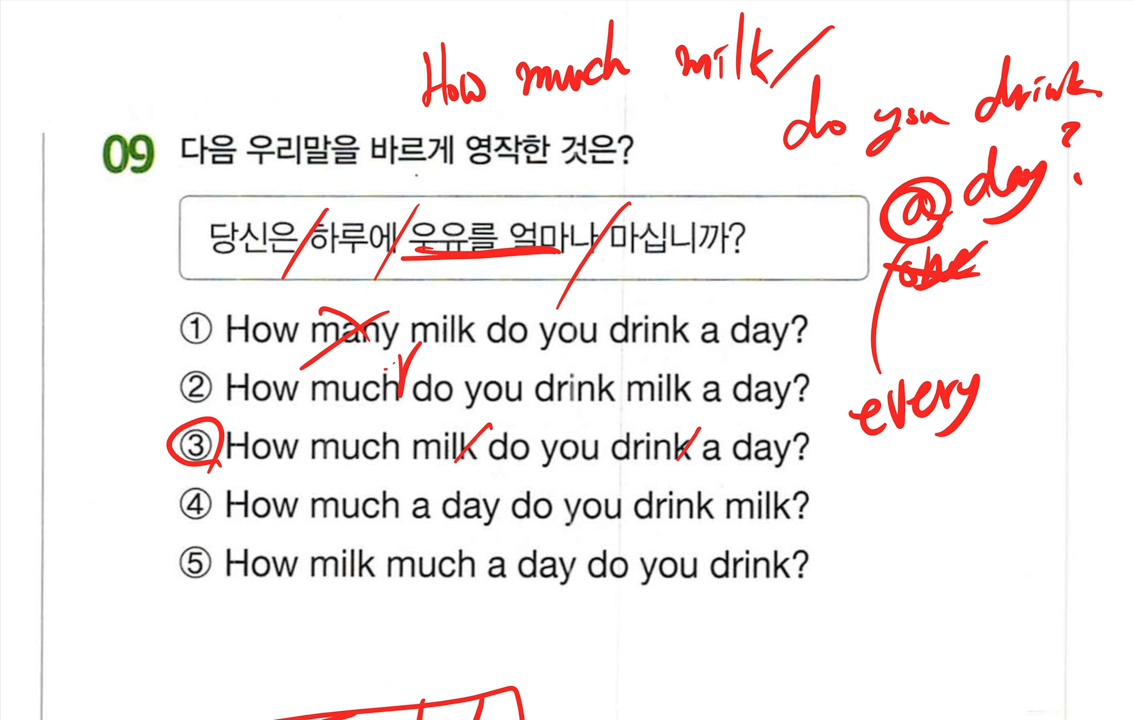 How much milk/
do you drink
a day?
09 다음 우리말을 바르게 영작한 것은?
당신은/하루에/우유를 얼마나/마십니까?
every
① How many milk do you drink a day?
② How much do you drink milk a day?
③ How much milk do you drink a day?
④ How much a day do you drink milk?
⑤ How milk much a day do you drink?